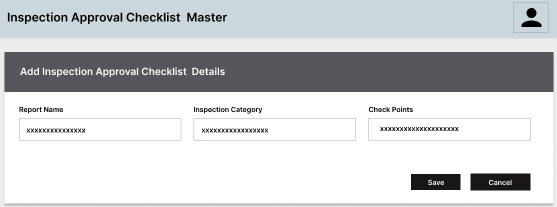 Inspection Approval Checklist Master
Add Inspection Approval Checklist Details
Report Name Inspection Category Check Points
xxxxxxxxxxxxxxx xxxxxxxxxxxxxxxxx xxxxxxxxxxxxxxxxxxxx
Save Cancel